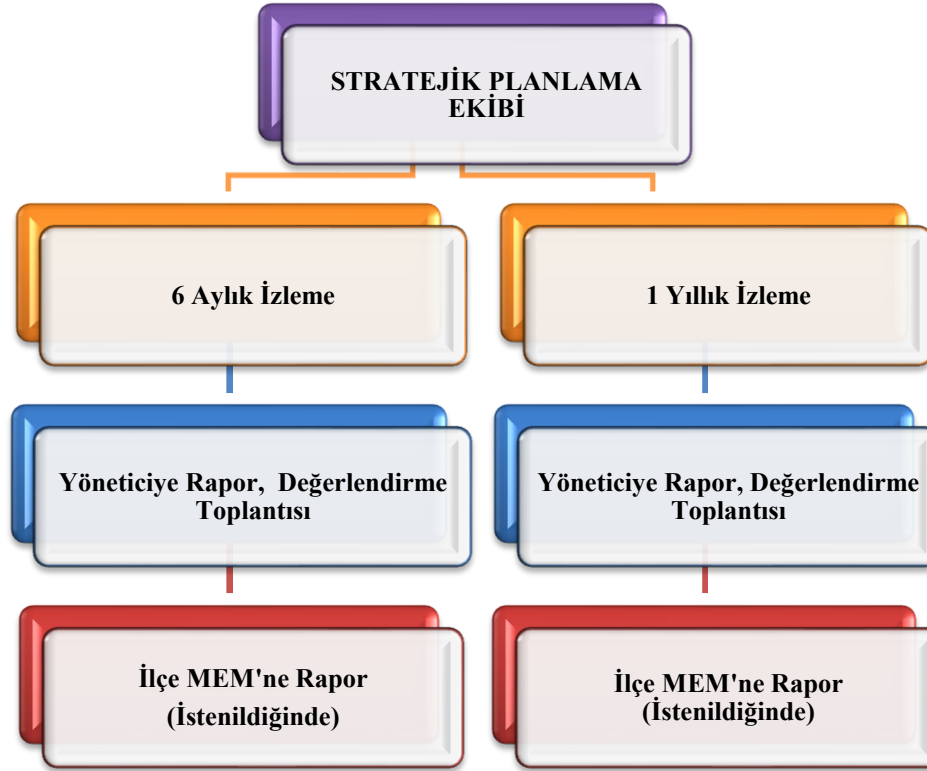 STRATEJİK PLANLAMA
EKİBİ
6 Aylık İzleme
1 Yıllık İzleme
Yöneticiye Rapor, Değerlendirme
Toplantısı
Yöneticiye Rapor, Değerlendirme
Toplantısı
İlçe MEM'ne Rapor
(İstenildiğinde)
İlçe MEM'ne Rapor
(İstenildiğinde)